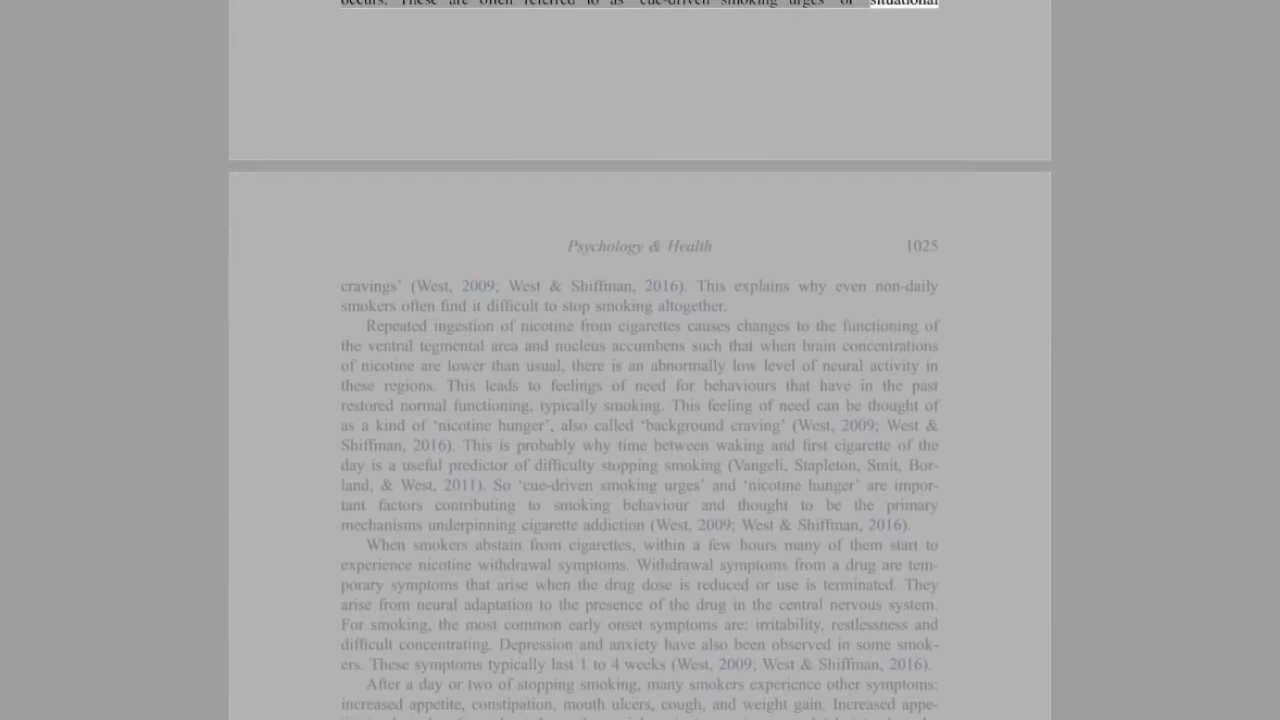 occurs. These are often referred to as 'cue-driven smoking urges' or 'situational
Psychology & Health 1025
cravings' (West, 2009; West & Shiffman, 2016). This explains why even non-daily
smokers often find it difficult to stop smoking altogether.
Repeated ingestion of nicotine from cigarettes causes changes to the functioning of
the ventral tegmental area and nucleus accumbens such that when brain concentrations
of nicotine are lower than usual, there is an abnormally low level of neural activity in
these regions. This leads to feelings of need for behaviours that have in the past
restored normal functioning, typically smoking. This feeling of need can be thought of
as a kind of 'nicotine hunger', also called 'background craving' (West, 2009; West &
Shiffman, 2016). This is probably why time between waking and first cigarette of the
day is a useful predictor of difficulty stopping smoking (Vangeli, Stapleton, Smit, Bor-
land, & West, 2011). So 'cue-driven smoking urges' and 'nicotine hunger' are impor-
tant factors contributing to smoking behaviour and thought to be the primary
mechanisms underpinning cigarette addiction (West, 2009; West & Shiffman, 2016).
When smokers abstain from cigarettes, within a few hours many of them start to
experience nicotine withdrawal symptoms. Withdrawal symptoms from a drug are tem-
porary symptoms that arise when the drug dose is reduced or use is terminated. They
arise from neural adaptation to the presence of the drug in the central nervous system.
For smoking, the most common early onset symptoms are: irritability, restlessness and
difficult concentrating. Depression and anxiety have also been observed in some smok-
ers. These symptoms typically last 1 to 4 weeks (West, 2009; West & Shiffman, 2016).
After a day or two of stopping smoking, many smokers experience other symptoms:
increased appetite, constipation, mouth ulcers, cough, and weight gain. Increased appe-